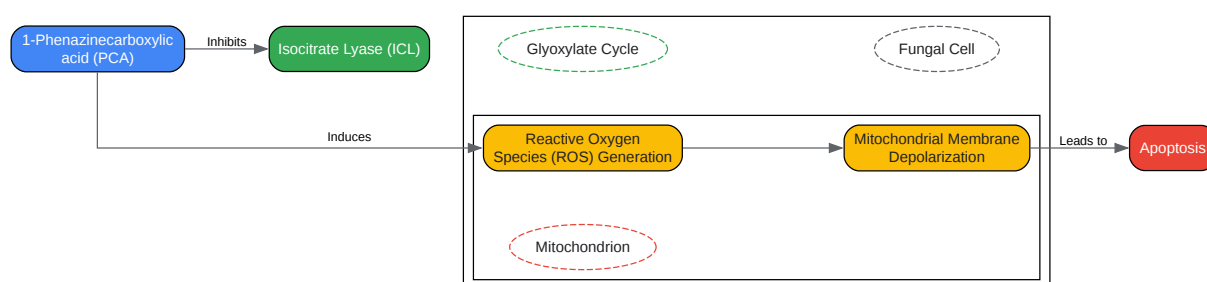 1-Phenazinecarboxylic
acid (PCA)
Inhibits
Isocitrate Lyase (ICL)
Glyoxylate Cycle
Fungal Cell
Induces
Reactive Oxygen
Species (ROS) Generation
Mitochondrial Membrane
Depolarization
Leads to
Apoptosis
Mitochondrion